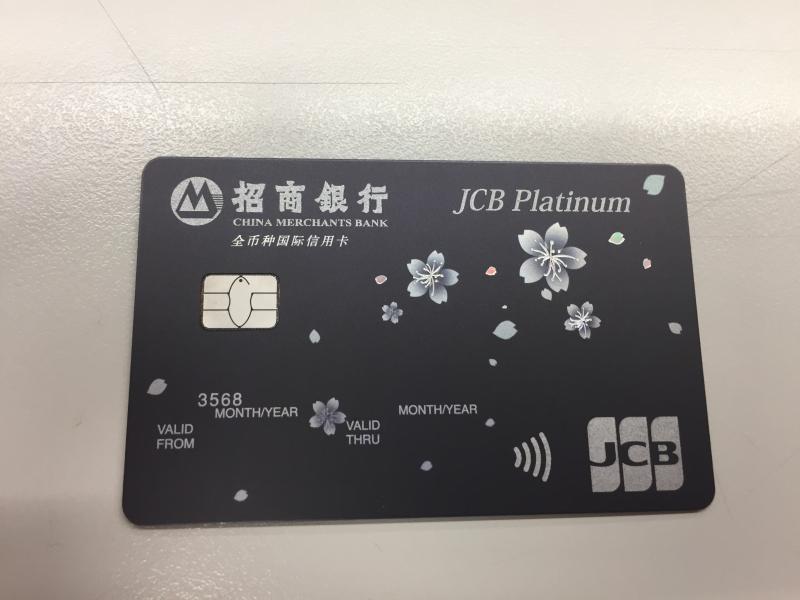 招商銀行
CHINA MERCHANTS BANK
全币种国际信用卡
JCB Platinum
3568
MONTH/YEAR
MONTH/YEAR
VALID
FROM
VALID
THRU
JCB